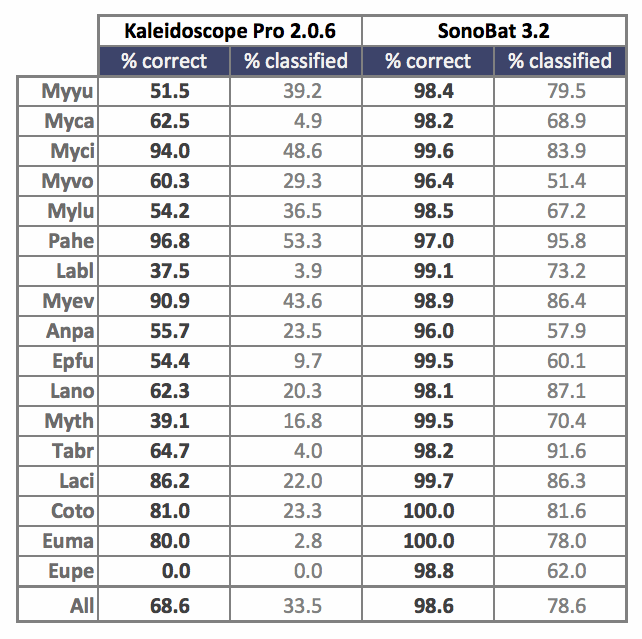 Kaleidoscope Pro 2.0.6 SonoBat 3.2
% correct % classified % correct % classified
Myyu 51.5 39.2 98.4 79.5
Myca 62.5 4.9 98.2 68.9
Myci 94.0 48.6 99.6 83.9
Myvo 60.3 29.3 96.4 51.4
Mylu 54.2 36.5 98.5 67.2
Pahe 96.8 53.3 97.0 95.8
Labl 37.5 3.9 99.1 73.2
Myev 90.9 43.6 98.9 86.4
Anpa 55.7 23.5 96.0 57.9
Epfu 54.4 9.7 99.5 60.1
Lano 62.3 20.3 98.1 87.1
Myth 39.1 16.8 99.5 70.4
Tabr 64.7 4.0 98.2 91.6
Laci 86.2 22.0 99.7 86.3
Coto 81.0 23.3 100.0 81.6
Euma 80.0 2.8 100.0 78.0
Eupe 0.0 0.0 98.8 62.0
All 68.6 33.5 98.6 78.6